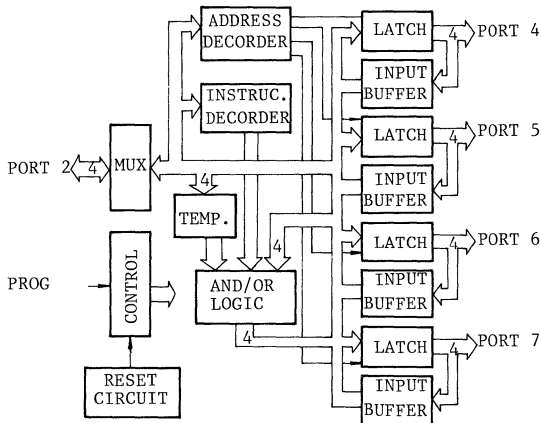 ADDRESS
DECORDER
LATCH
4
PORT 4
INPUT
BUFFER
INSTRUC.
DECORDER
LATCH
4
PORT 5
PORT 2
4
MUX
INPUT
BUFFER
4
TEMP.
4
LATCH
4
PORT 6
PROG
CONTROL
AND/OR
LOGIC
INPUT
BUFFER
4
LATCH
4
PORT 7
RESET
CIRCUIT
INPUT
BUFFER